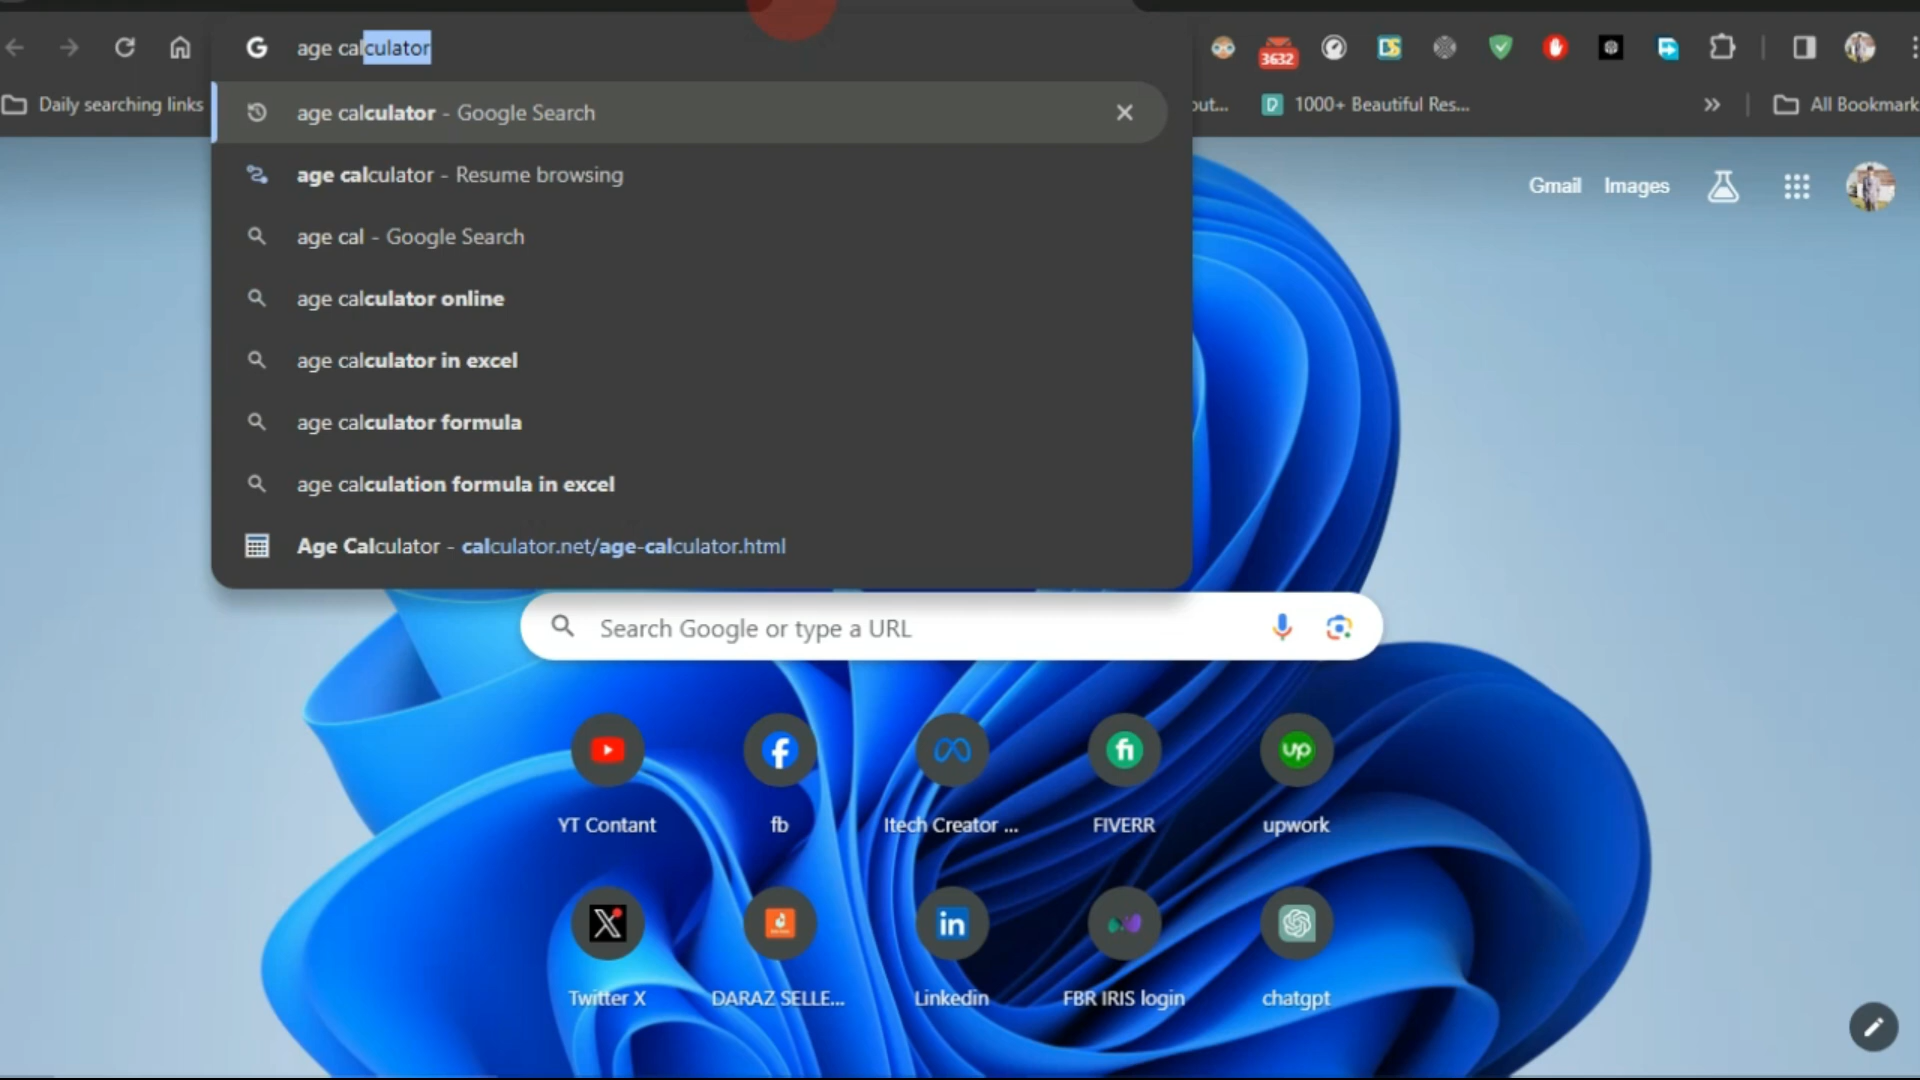 age calculator
3632
Daily searching links
out...
1000+ Beautiful Res...
All Bookmark
age calculator - Google Search
age calculator - Resume browsing
age cal - Google Search
age calculator online
age calculator in excel
age calculator formula
age calculation formula in excel
Age Calculator - calculator.net/age-calculator.html
Gmail
Images
Search Google or type a URL
YT Contant
fb
Itech Creator ...
FIVERR
upwork
Twitter X
DARAZ SELLE...
Linkedin
FBR IRIS login
chatgpt